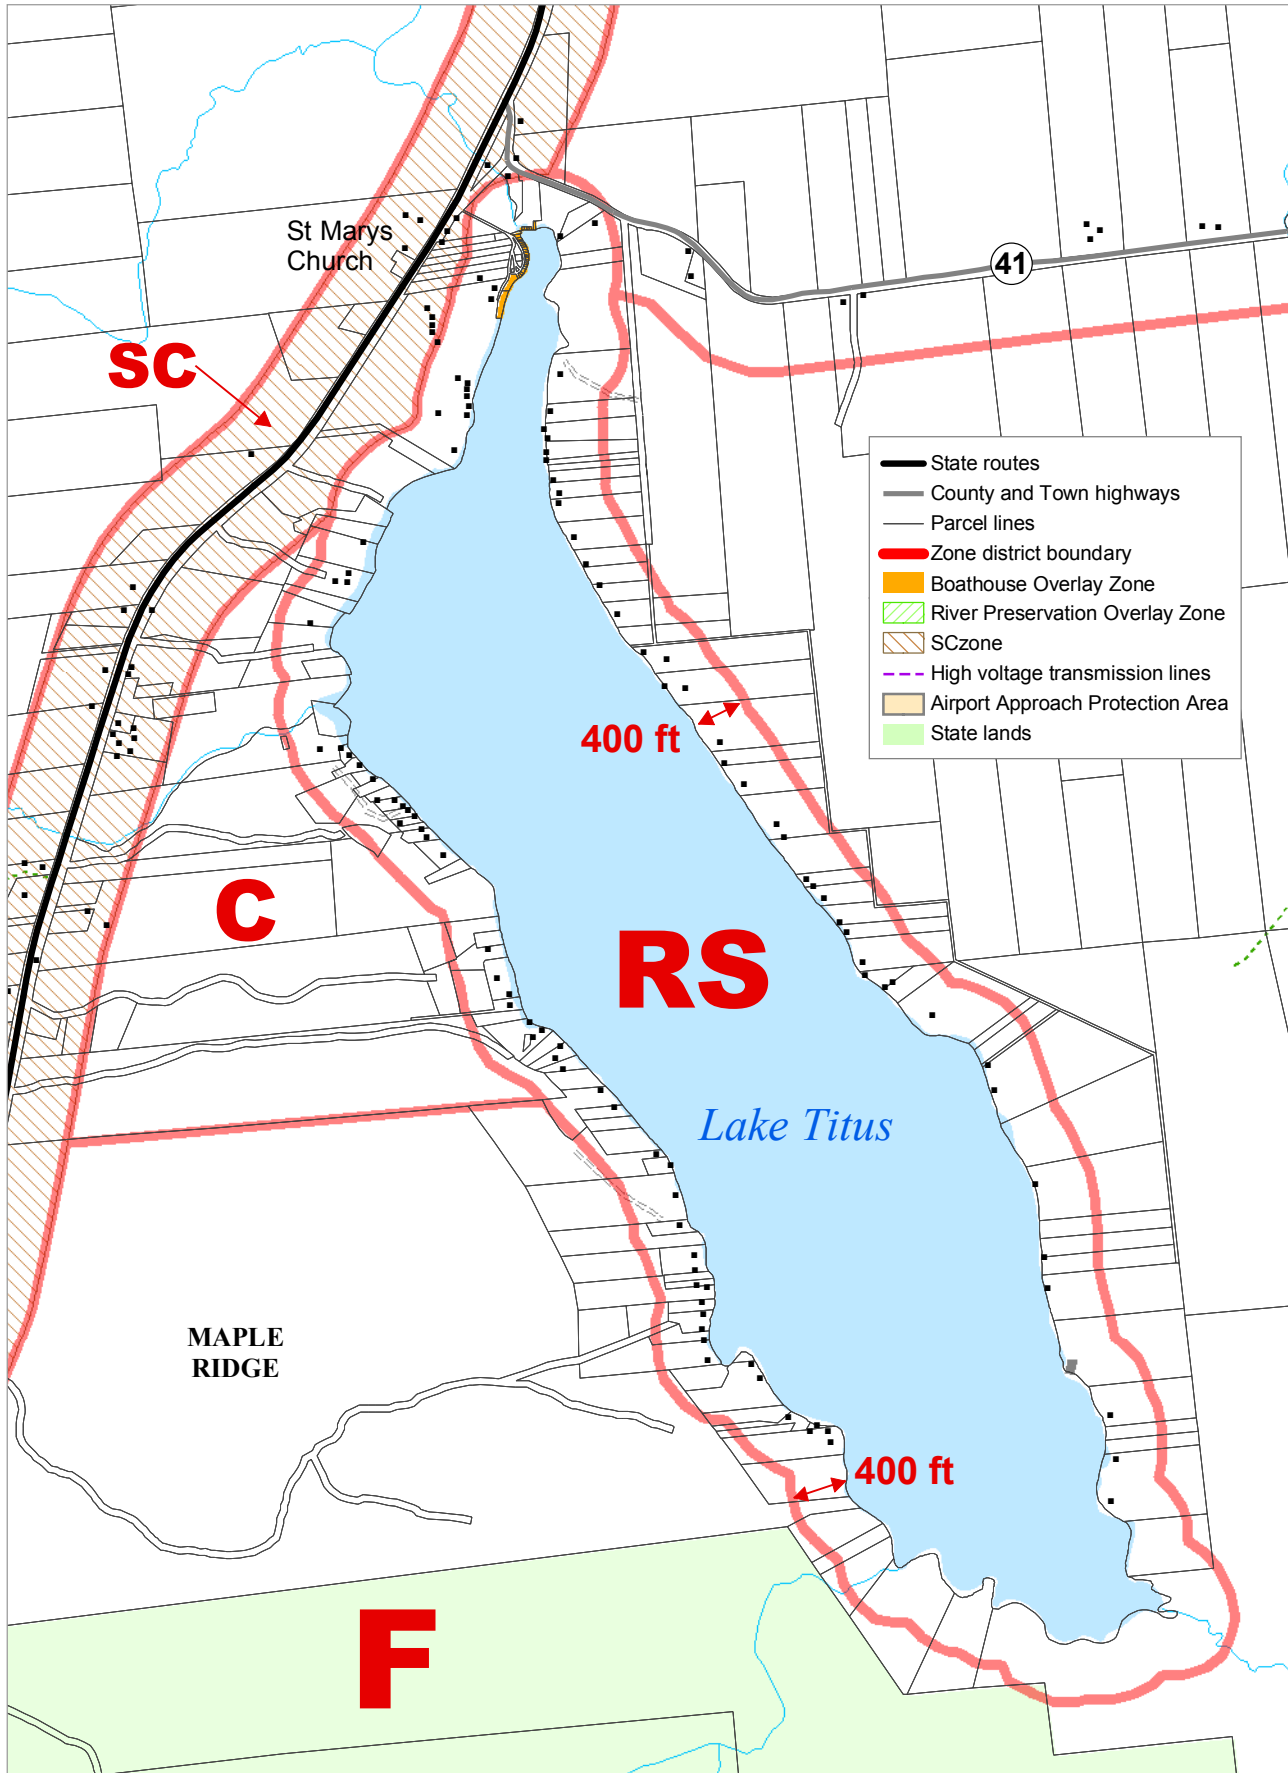 St Marys
Church
41
SC
State routes
County and Town highways
Parcel lines
Zone district boundary
Boathouse Overlay Zone
River Preservation Overlay Zone
SCzone
High voltage transmission lines
Airport Approach Protection Area
State lands
400 ft
C
RS
Lake Titus
MAPLE
RIDGE
400 ft
F